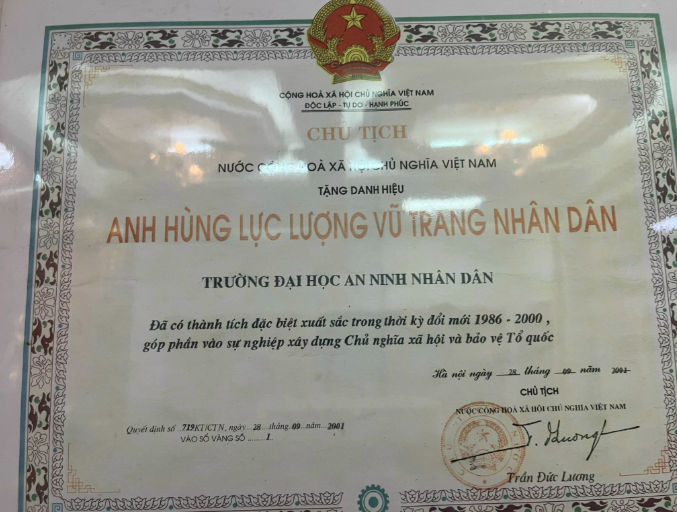 CỘNG HOÀ XÃ HỘI CHỦ NGHĨA VIỆT NAM
ĐỘC LẬP - TỰ DO - HẠNH PHÚC
CHỦ TỊCH
NƯỚC CỘNG HOÀ XÃ HỘI CHỦ NGHĨA VIỆT NAM
TẶNG DANH HIỆU
ANH HÙNG LỰC LƯỢNG VŨ TRANG NHÂN DÂN
TRƯỜNG ĐẠI HỌC AN NINH NHÂN DÂN
Đã có thành tích đặc biệt xuất sắc trong thời kỳ đổi mới 1986 - 2000 ,
góp phần vào sự nghiệp xây dựng Chủ nghĩa xã hội và bảo vệ Tổ quốc
Hà nội ngày 28 tháng 09 năm 2001
CHỦ TỊCH
NƯỚC CỘNG HOÀ XÃ HỘI CHỦ NGHĨA VIỆT NAM
Quyết định số 719KT/CTN, ngày 28 tháng 09 năm 2001
VÀO SỔ VÀNG SỐ ........1.
Trần Đức Lương